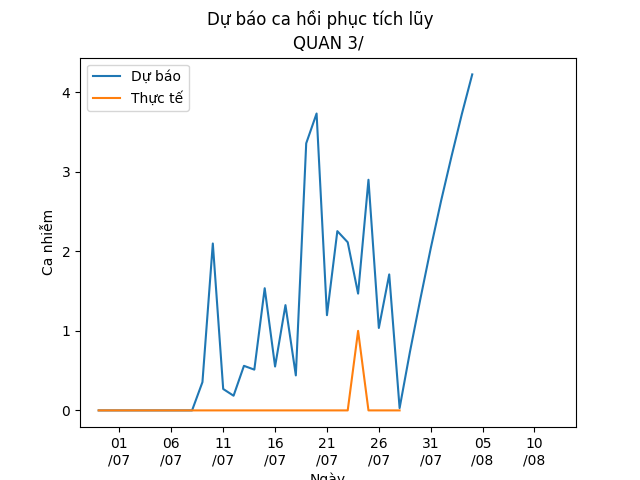 Dự báo ca hồi phục tích lũy
QUAN 3/
Dự báo
Thực tế
Ca nhiễm
4
3
2
1
0
01 06 11 16 21 26 31 05 10
/07 /07 /07 /07 /07 /07 /07 /08 /08
Ngày